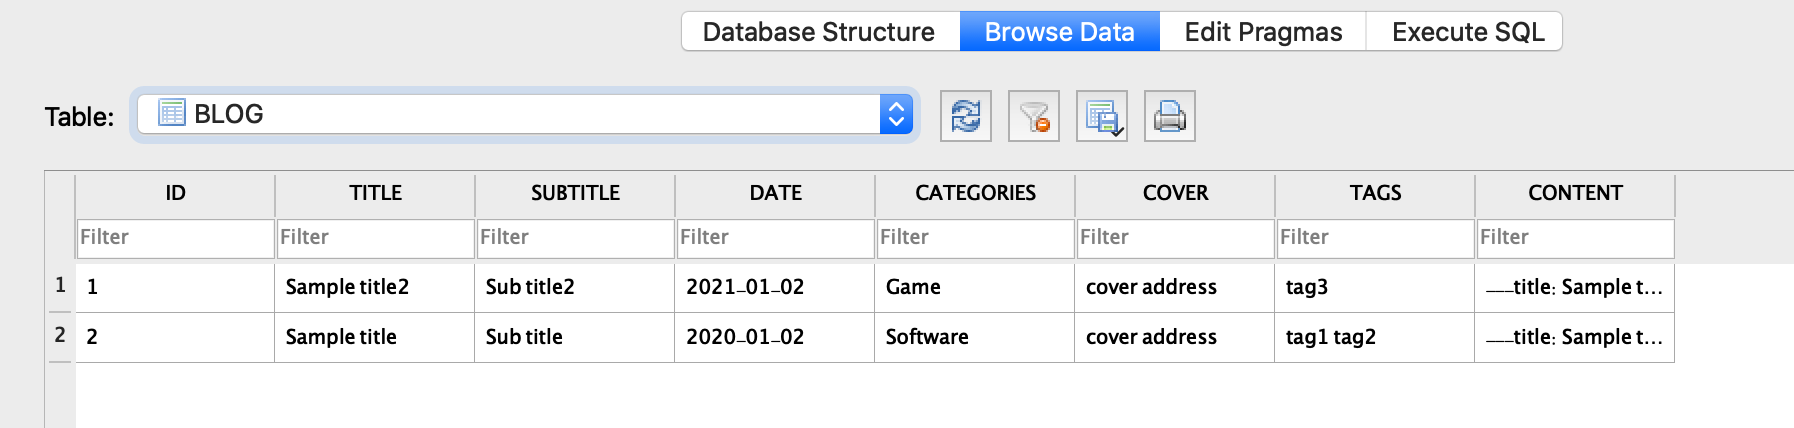 Database Structure Browse Data Edit Pragmas Execute SQL
Table: BLOG
ID TITLE SUBTITLE DATE CATEGORIES COVER TAGS CONTENT
Filter Filter Filter Filter Filter Filter Filter Filter
1 1 Sample title2 Sub title2 2021-01-02 Game cover address tag3 ---title: Sample t...
2 2 Sample title Sub title 2020-01-02 Software cover address tag1 tag2 ---title: Sample t...